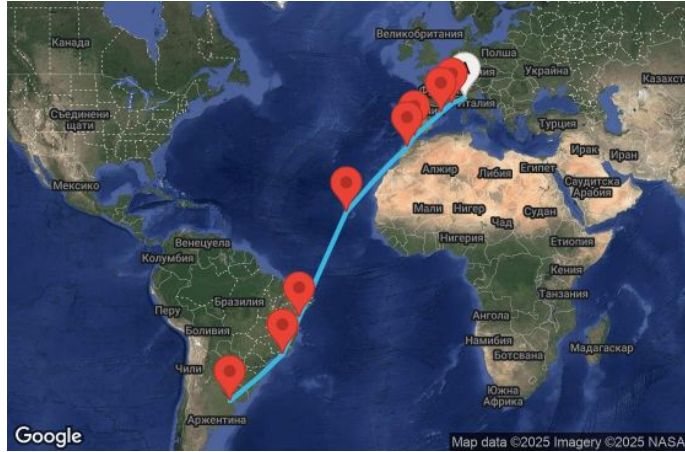 Великобритания
Канада
Полша
Украйна
Казахст
Италия
Съединени
щати
Турция
Ирак
Иран
Алжир
Либия
Египет
Саудитска
Арабия
Мексико
Мали
Нигер
Чад
Судан
Венецуела
Нигерия
Етиопия
Колумбия
Кения
Бразилия
Танзания
Перу
Ангола
Боливия
Намибия
Ботсвана
Мадагаскар
Чили
Южна
Африка
Аржентина
Google
Map data ©2025 Imagery ©2025 NASA